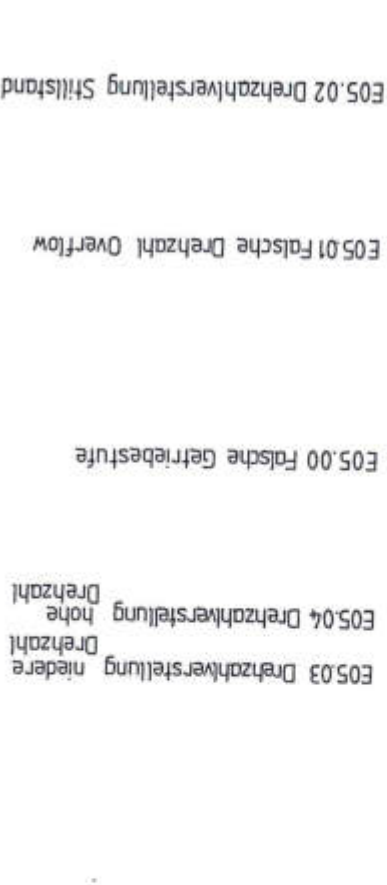 E05.03 Drehzahlverstellung niedere
Drehzahl
E05.04 Drehzahlverstellung hohe
Drehzahl
E05.00 Falsche Getriebestufe
E05.01 Falsche Drehzahl Overflow
E05.02 Drehzahlverstellung Stillstand